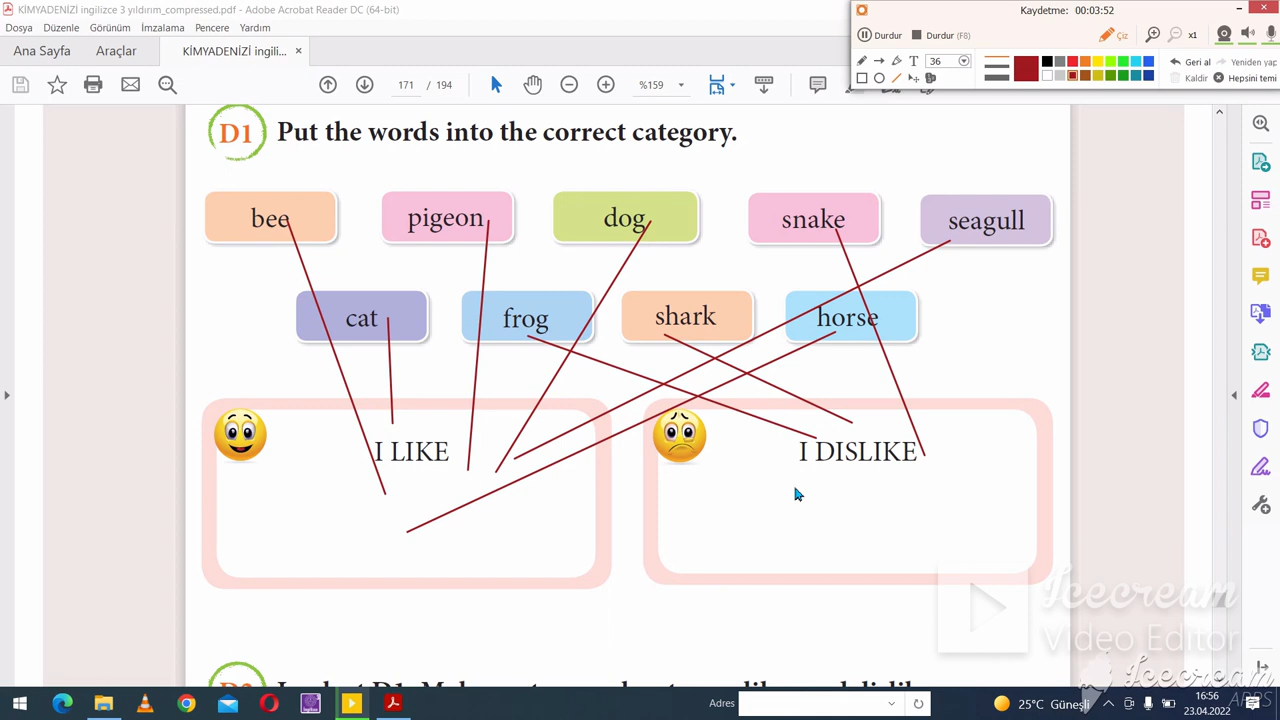 KİMYADENİZİ ingilizce 3 yıldırım_compressed.pdf - Adobe Acrobat Reader DC (64-bit)
Kaydetme: 00:03:52
Dosya Düzenle Görünüm İmzalama Pencere Yardım
Durdur Durdur (F8) Çiz x1
Ana Sayfa Araçlar KİMYADENİZİ ingili...
T 36 Geri al Yeniden yap
Kaldır Hepsini temi
171 / 194 %159
D1 Put the words into the correct category.
bee pigeon dog snake seagull
cat frog shark horse
I LIKE I DISLIKE
Icecream
Video Editor
Icecream
APPS
Adres 25°C Güneşli 16:56
23.04.2022